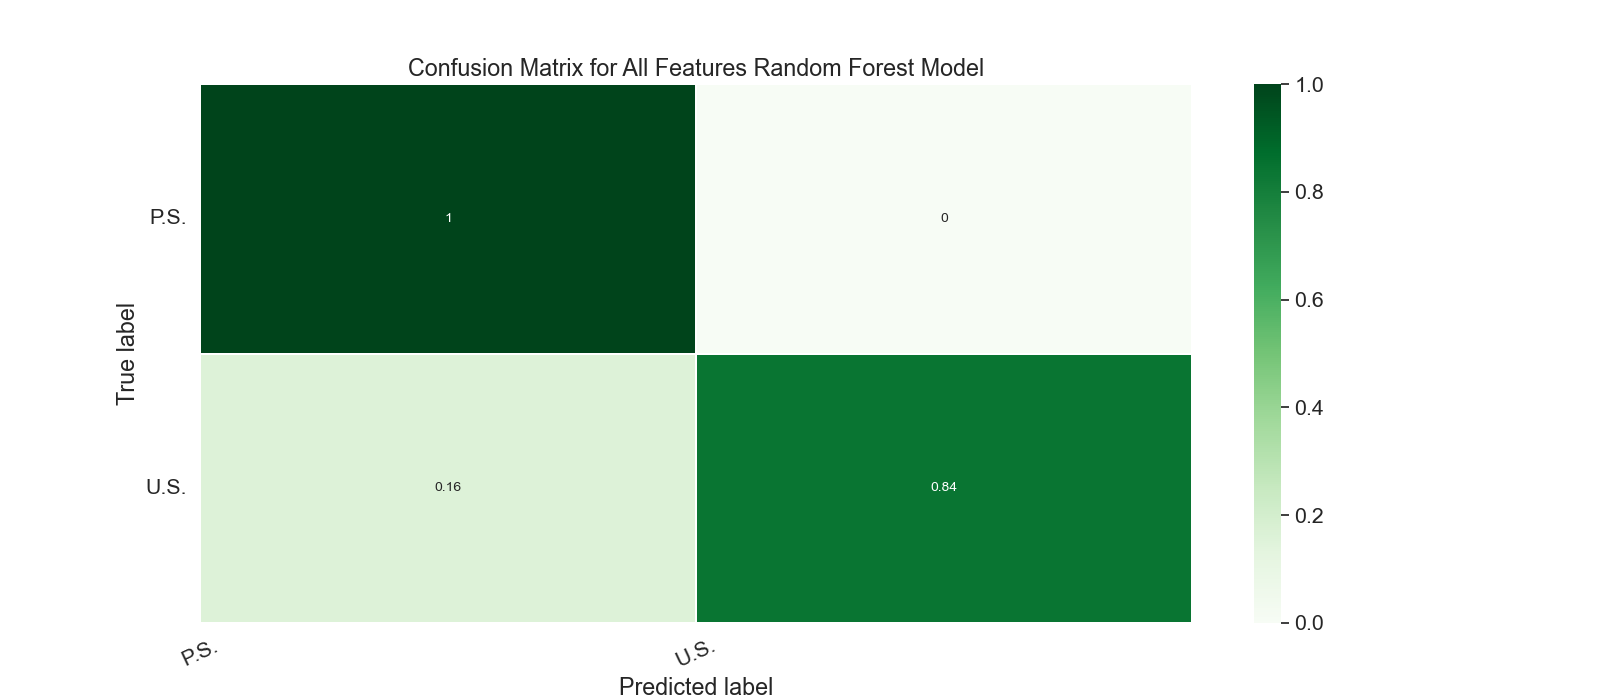 Confusion Matrix for All Features Random Forest Model
True label
P.S.
U.S.
1
0
0.16
0.84
P.S.
U.S.
Predicted label
1.0
0.8
0.6
0.4
0.2
0.0